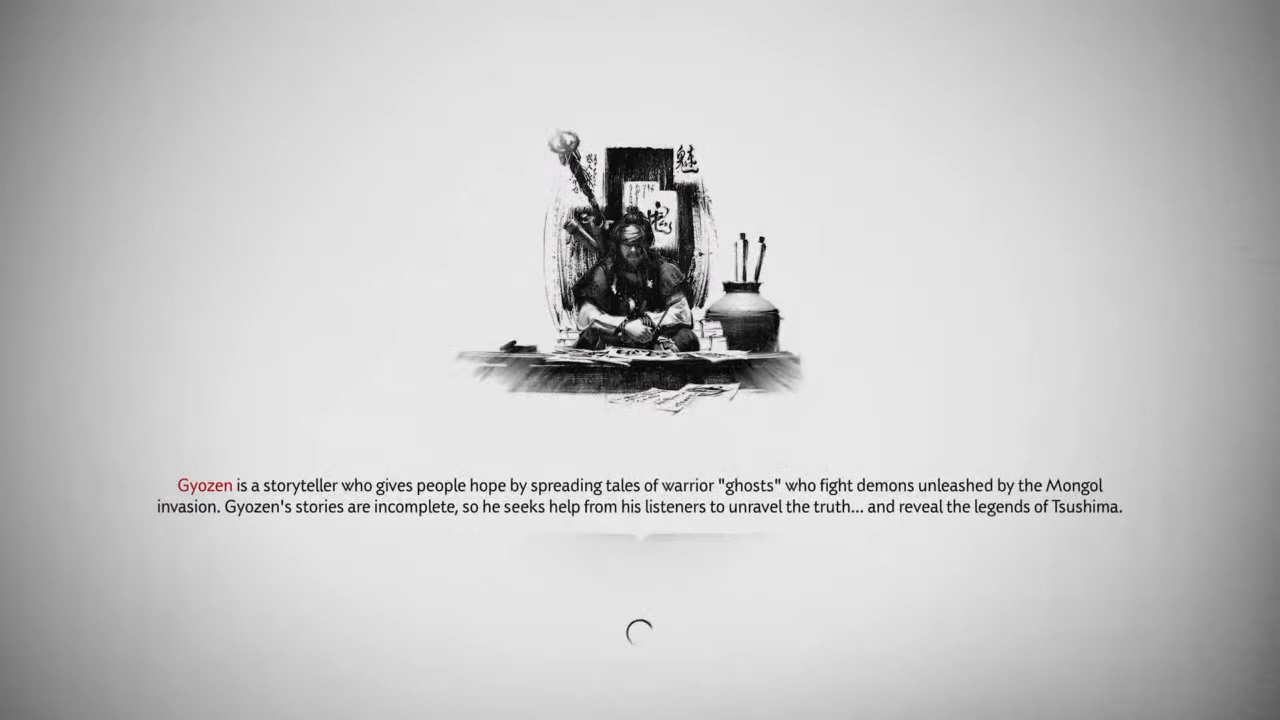 魅
鬼
Gyozen is a storyteller who gives people hope by spreading tales of warrior "ghosts" who fight demons unleashed by the Mongol
invasion. Gyozen's stories are incomplete, so he seeks help from his listeners to unravel the truth... and reveal the legends of Tsushima.